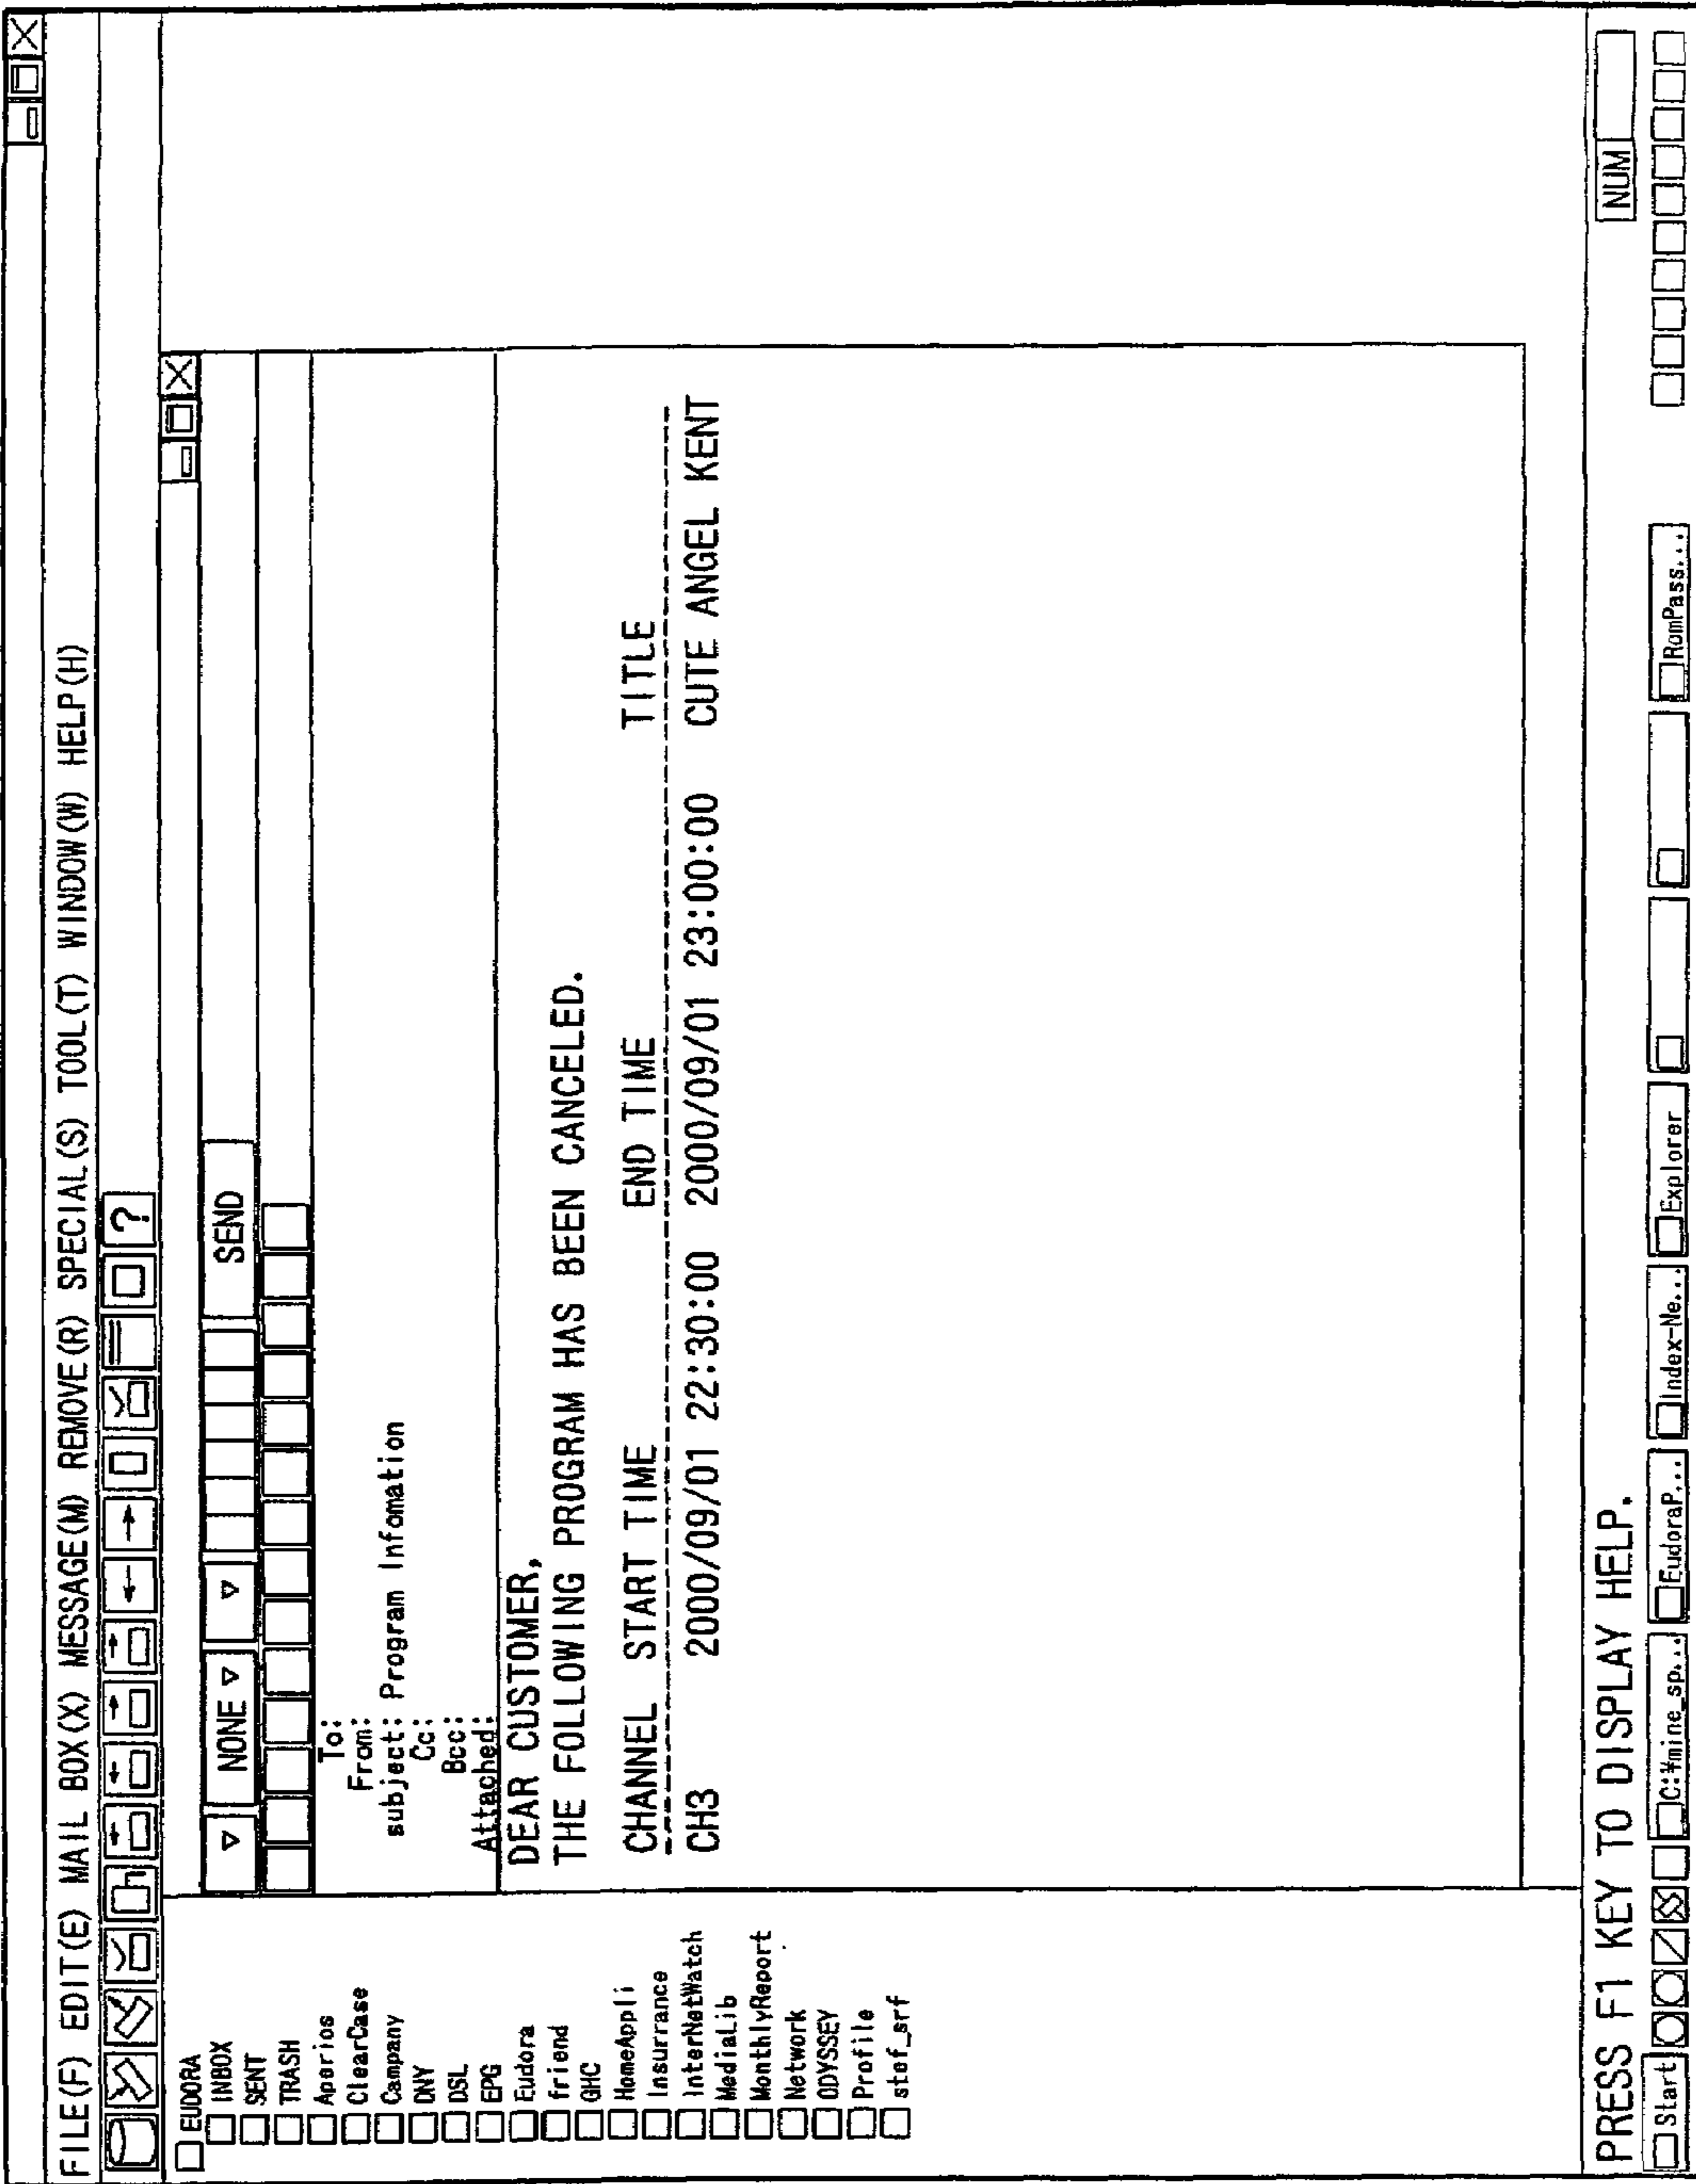 FILE(F) EDIT(E) MAIL BOX(X) MESSAGE(M) REMOVE(R) SPECIAL(S) TOOL(T) WINDOW(W) HELP(H)
?
EUDORA
INBOX
SENT
TRASH
Aperios
ClearCase
Campany
DNY
DSL
EPG
Eudora
friend
GHC
HomeAppli
Insurrance
InterNetWatch
MediaLib
MonthlyReport
Network
ODYSSEY
Profile
stef_srf
NONE SEND
To:
From:
subject: Program Infomation
Cc:
Bcc:
Attached:
DEAR CUSTOMER,
THE FOLLOWING PROGRAM HAS BEEN CANCELED.
CHANNEL START TIME END TIME TITLE
CH3 2000/09/01 22:30:00 2000/09/01 23:00:00 CUTE ANGEL KENT
PRESS F1 KEY TO DISPLAY HELP. NUM
Start C:¥mine_sp... EudoraP... Index-Ne... Explorer RomPass...